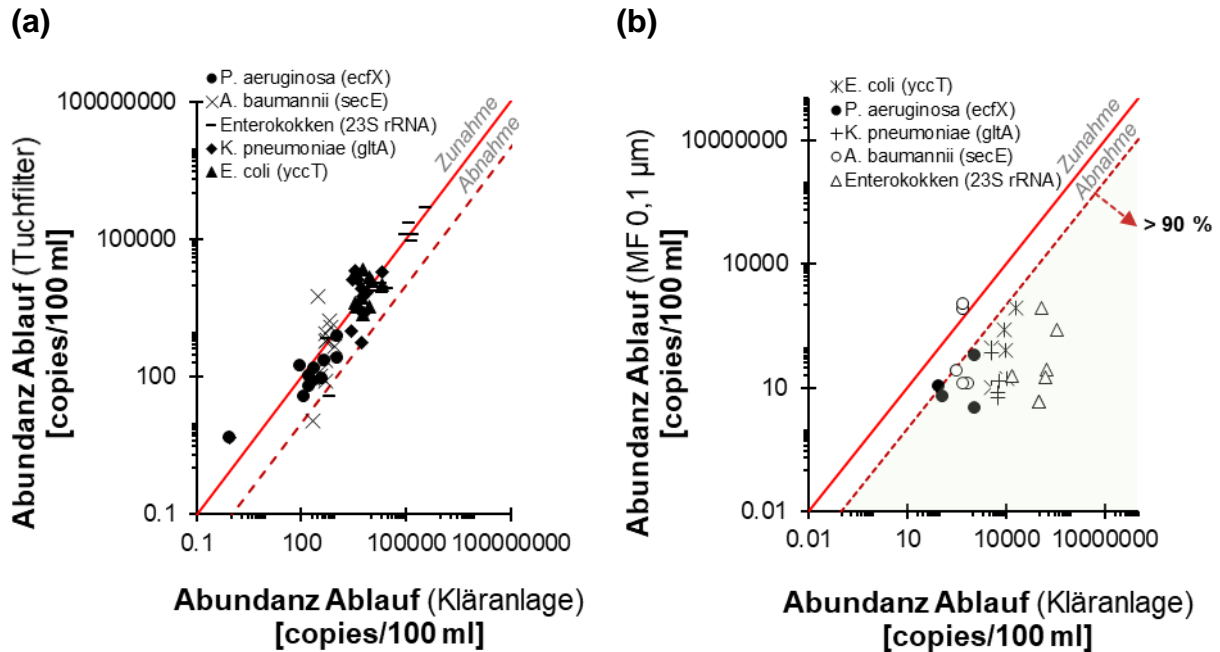 (a)
P. aeruginosa (ecfX)
A. baumannii (secE)
Enterokokken (23S rRNA)
K. pneumoniae (gltA)
E. coli (yccT)
Zunahme
Abnahme
100000000
100000
100
0.1
0.1 100 100000 100000000
Abundanz Ablauf (Tuchfilter)
[copies/100 ml]
Abundanz Ablauf (Kläranlage)
[copies/100 ml]
(b)
E. coli (yccT)
P. aeruginosa (ecfX)
K. pneumoniae (gltA)
A. baumannii (secE)
Enterokokken (23S rRNA)
Zunahme
Abnahme
> 90 %
10000000
10000
10
0.01
0.01 10 10000 10000000
Abundanz Ablauf (MF 0,1 µm)
[copies/100 ml]
Abundanz Ablauf (Kläranlage)
[copies/100 ml]